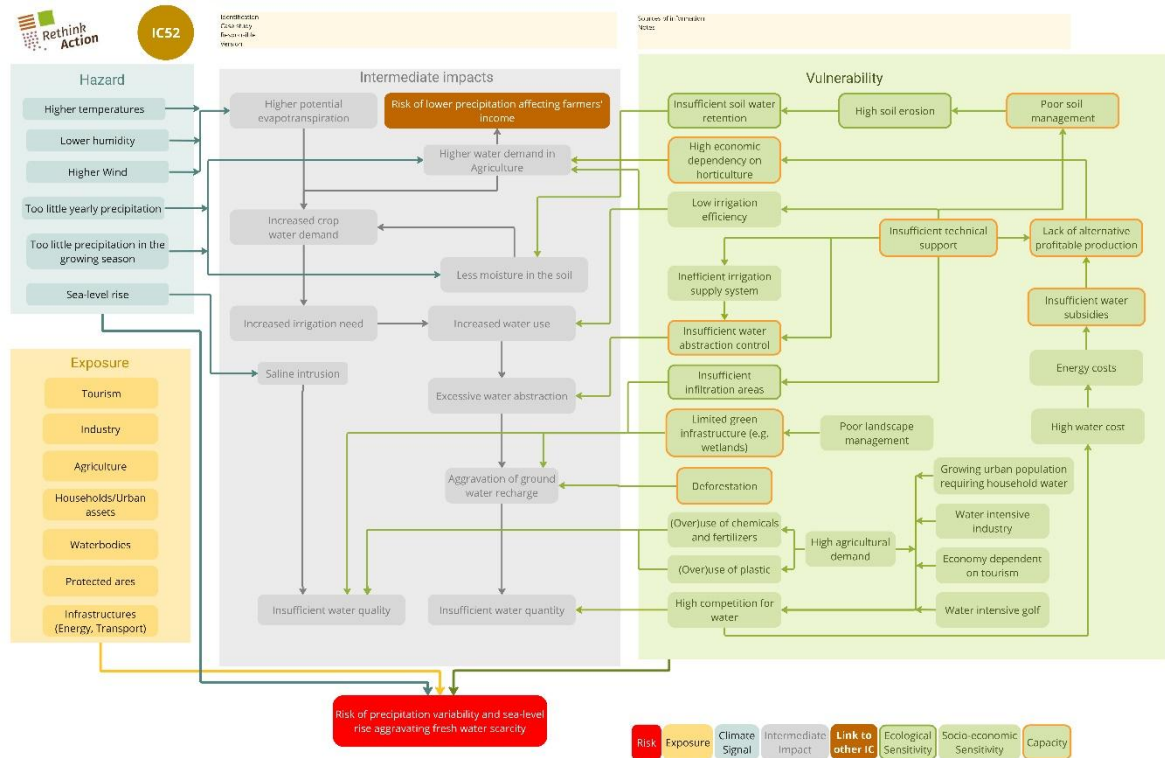 Rethink
Action
IC52
Identification
Case study
Responsible
Version
Sources of information
Notes
Hazard
Higher temperatures
Lower humidity
Higher Wind
Too little yearly precipitation
Too little precipitation in the
growing season
Sea-level rise
Exposure
Tourism
Industry
Agriculture
Households/Urban
assets
Waterbodies
Protected ares
Infrastructures
(Energy, Transport)
Intermediate impacts
Higher potential
evapotranspiration
Risk of lower precipitation affecting farmers'
income
Higher water demand in
Agriculture
Increased crop
water demand
Less moisture in the soil
Increased irrigation need
Increased water use
Saline intrusion
Excessive water abstraction
Aggravation of ground
water recharge
Insufficient water quality
Insufficient water quantity
Vulnerability
Insufficient soil water
retention
High soil erosion
Poor soil
management
High economic
dependency on
horticulture
Low irrigation
efficiency
Insufficient technical
support
Lack of alternative
profitable production
Inefficient irrigation
supply system
Insufficient water
subsidies
Insufficient water
abstraction control
Energy costs
Insufficient
infiltration areas
Limited green
infrastructure (e.g.
wetlands)
Poor landscape
management
High water cost
Deforestation
Growing urban population
requiring household water
(Over)use of chemicals
and fertilizers
High agricultural
demand
Water intensive
industry
(Over)use of plastic
Economy dependent
on tourism
High competition for
water
Water intensive golf
Risk of precipitation variability and sea-level
rise aggravating fresh water scarcity
Risk
Exposure
Climate
Signal
Intermediate
Impact
Link to
other IC
Ecological
Sensitivity
Socio-economic
Sensitivity
Capacity